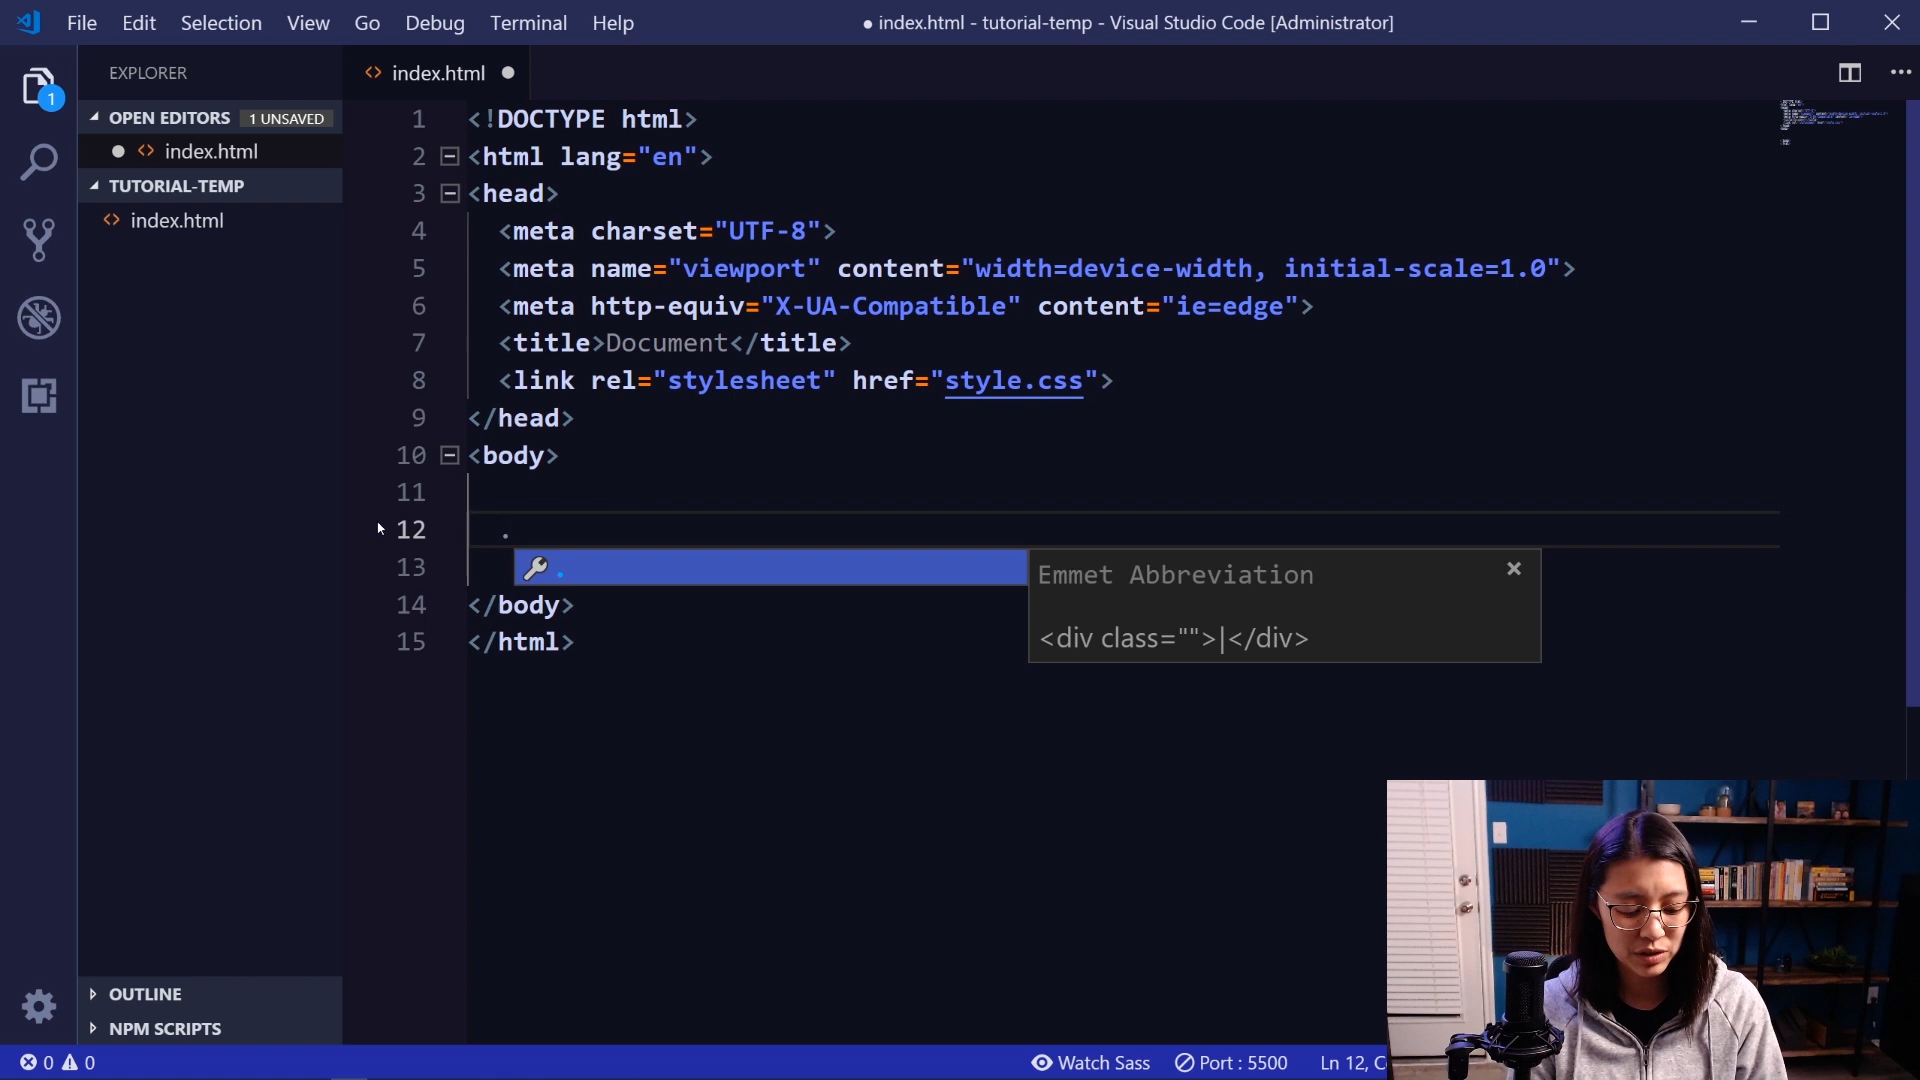 File Edit Selection View Go Debug Terminal Help
● index.html - tutorial-temp - Visual Studio Code [Administrator]
EXPLORER
1
OPEN EDITORS 1 UNSAVED
index.html
TUTORIAL-TEMP
index.html
OUTLINE
NPM SCRIPTS
index.html
1 <!DOCTYPE html>
2 <html lang="en">
3 <head>
4 <meta charset="UTF-8">
5 <meta name="viewport" content="width=device-width, initial-scale=1.0">
6 <meta http-equiv="X-UA-Compatible" content="ie=edge">
7 <title>Document</title>
8 <link rel="stylesheet" href="style.css">
9 </head>
10 <body>
11
12 .
13
.
Emmet Abbreviation
<div class="">|</div>
14 </body>
15 </html>
0 0 Watch Sass Port : 5500 Ln 12, C